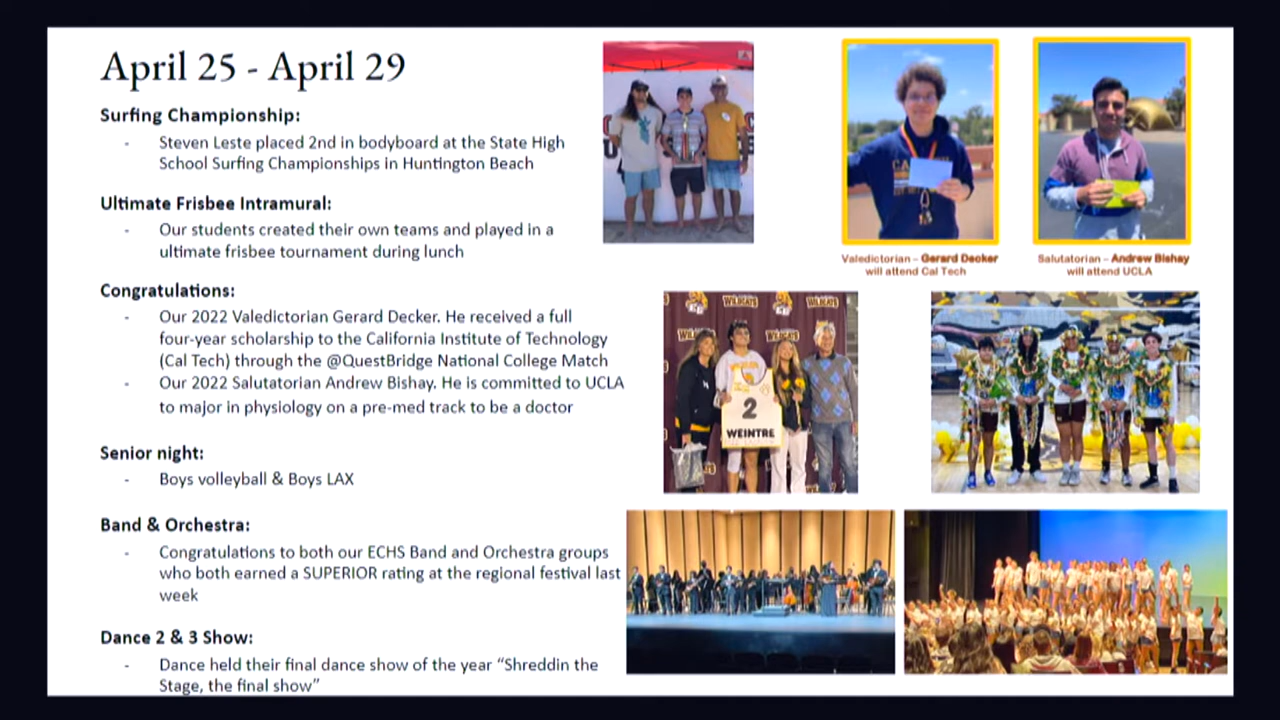 April 25 - April 29
Surfing Championship:
- Steven Leste placed 2nd in bodyboard at the State High
School Surfing Championships in Huntington Beach
Ultimate Frisbee Intramural:
- Our students created their own teams and played in a
ultimate frisbee tournament during lunch
Congratulations:
- Our 2022 Valedictorian Gerard Decker. He received a full
four-year scholarship to the California Institute of Technology
(Cal Tech) through the @QuestBridge National College Match
- Our 2022 Salutatorian Andrew Bishay. He is committed to UCLA
to major in physiology on a pre-med track to be a doctor
Senior night:
- Boys volleyball & Boys LAX
Band & Orchestra:
- Congratulations to both our ECHS Band and Orchestra groups
who both earned a SUPERIOR rating at the regional festival last
week
Dance 2 & 3 Show:
- Dance held their final dance show of the year “Shreddin the
Stage, the final show”
Valedictorian – Gerard Decker
will attend Cal Tech
Salutatorian – Andrew Bishay
will attend UCLA
WILDCATS
WILDCATS
2
WEINTRE